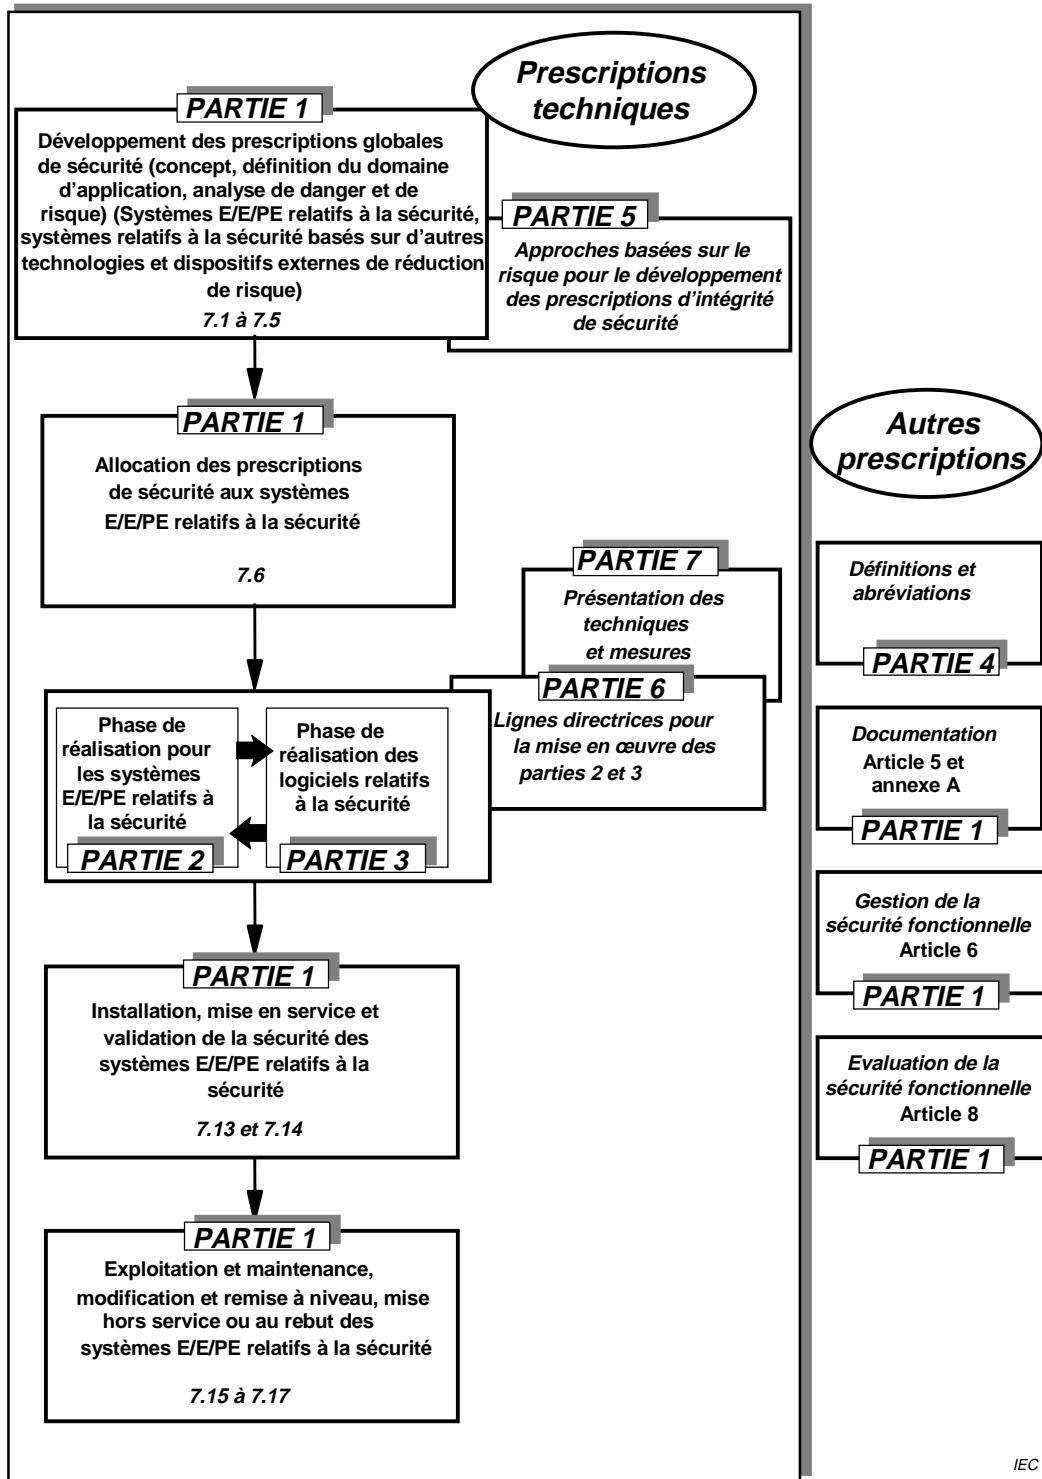 Prescriptions
techniques
PARTIE 1
Développement des prescriptions globales
de sécurité (concept, définition du domaine
d'application, analyse de danger et de
risque) (Systèmes E/E/PE relatifs à la sécurité,
systèmes relatifs à la sécurité basés sur d'autres
technologies et dispositifs externes de réduction
de risque)
7.1 à 7.5
PARTIE 5
Approches basées sur le
risque pour le développement
des prescriptions d'intégrité
de sécurité
PARTIE 1
Allocation des prescriptions
de sécurité aux systèmes
E/E/PE relatifs à la sécurité
7.6
PARTIE 7
Présentation des
techniques
et mesures
PARTIE 6
Lignes directrices pour
la mise en œuvre des
parties 2 et 3
Phase de
réalisation pour
les systèmes
E/E/PE relatifs à
la sécurité
PARTIE 2
Phase de
réalisation des
logiciels relatifs
à la sécurité
PARTIE 3
PARTIE 1
Installation, mise en service et
validation de la sécurité des
systèmes E/E/PE relatifs à la
sécurité
7.13 et 7.14
PARTIE 1
Exploitation et maintenance,
modification et remise à niveau, mise
hors service ou au rebut des
systèmes E/E/PE relatifs à la sécurité
7.15 à 7.17
Autres
prescriptions
Définitions et
abréviations
PARTIE 4
Documentation
Article 5 et
annexe A
PARTIE 1
Gestion de la
sécurité fonctionnelle
Article 6
PARTIE 1
Evaluation de la
sécurité fonctionnelle
Article 8
PARTIE 1
IEC